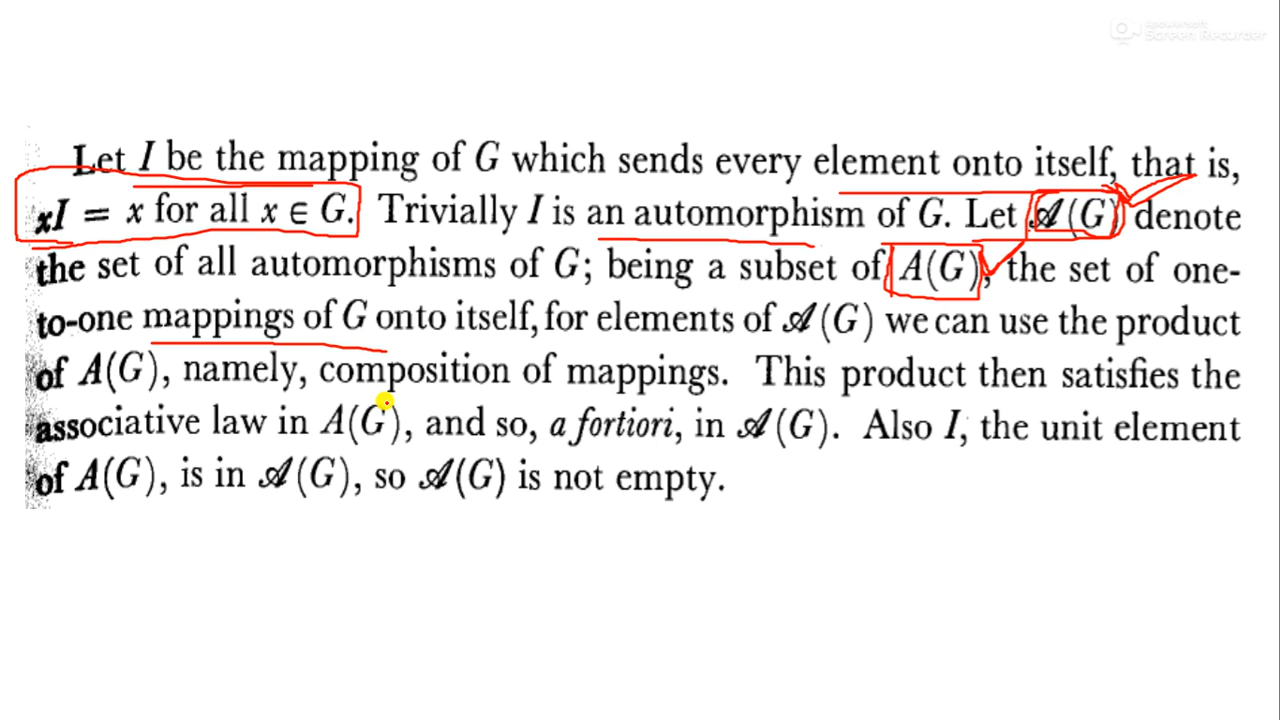 Apowersoft
Screen Recorder
Let I be the mapping of G which sends every element onto itself, that is,
xI = x for all x ∈ G. Trivially I is an automorphism of G. Let 𝒜(G) denote
the set of all automorphisms of G; being a subset of A(G), the set of one-
to-one mappings of G onto itself, for elements of 𝒜(G) we can use the product
of A(G), namely, composition of mappings. This product then satisfies the
associative law in A(G), and so, a fortiori, in 𝒜(G). Also I, the unit element
of A(G), is in 𝒜(G), so 𝒜(G) is not empty.